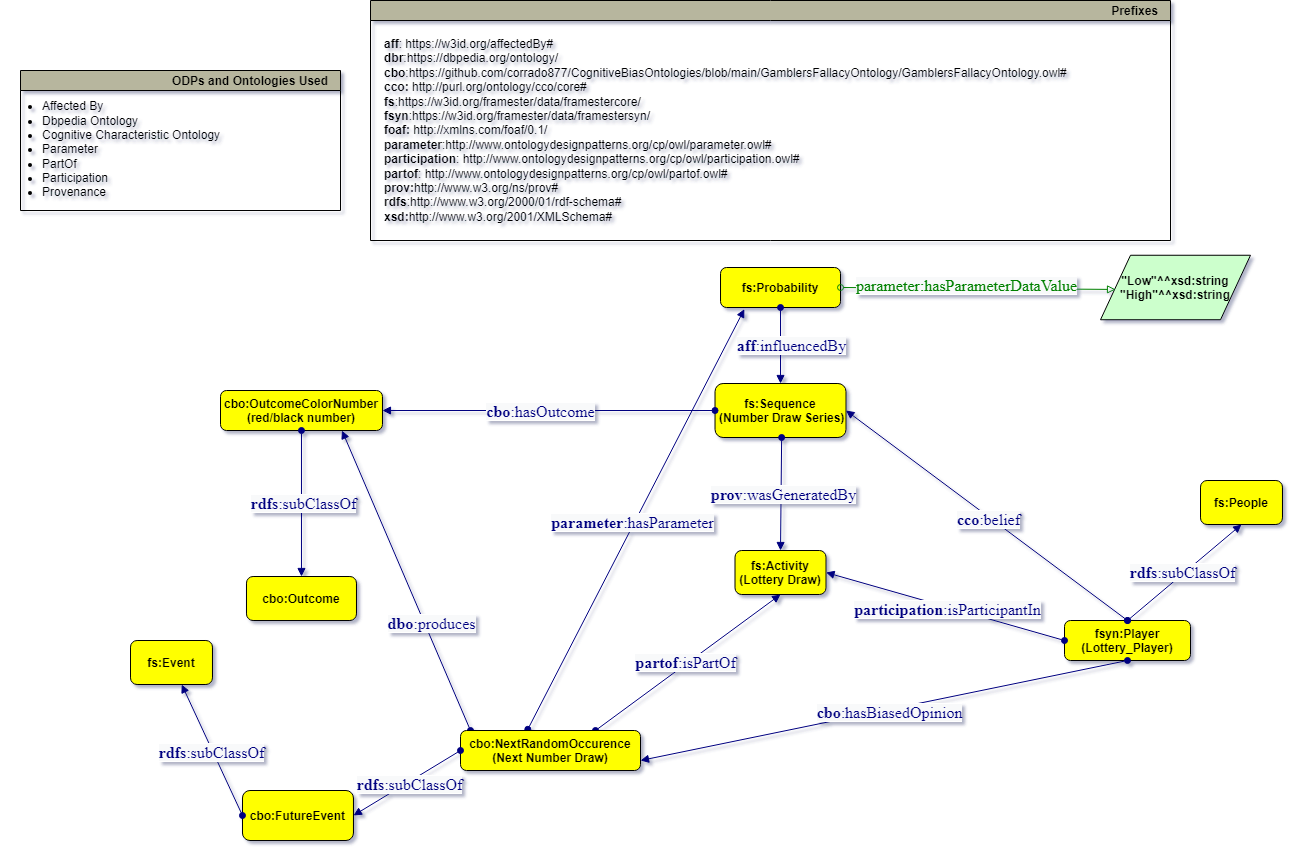 Prefixes
aff: https://w3id.org/affectedBy#
dbr:https://dbpedia.org/ontology/
cbo:https://github.com/corrado877/CognitiveBiasOntologies/blob/main/GamblersFallacyOntology/GamblersFallacyOntology.owl#
cco: http://purl.org/ontology/cco/core#
fs:https://w3id.org/framester/data/framestercore/
fsyn:https://w3id.org/framester/data/framestersyn/
foaf: http://xmlns.com/foaf/0.1/
parameter:http://www.ontologydesignpatterns.org/cp/owl/parameter.owl#
participation: http://www.ontologydesignpatterns.org/cp/owl/participation.owl#
partof: http://www.ontologydesignpatterns.org/cp/owl/partof.owl#
prov:http://www.w3.org/ns/prov#
rdfs:http://www.w3.org/2000/01/rdf-schema#
xsd:http://www.w3.org/2001/XMLSchema#
ODPs and Ontologies Used
Affected By
Dbpedia Ontology
Cognitive Characteristic Ontology
Parameter
PartOf
Participation
Provenance
fs:Probability
parameter:hasParameterDataValue
"Low"^^xsd:string
"High"^^xsd:string
aff:influencedBy
cbo:OutcomeColorNumber
(red/black number)
cbo:hasOutcome
fs:Sequence
(Number Draw Series)
rdfs:subClassOf
prov:wasGeneratedBy
parameter:hasParameter
cco:belief
fs:People
fs:Activity
(Lottery Draw)
rdfs:subClassOf
cbo:Outcome
dbo:produces
participation:isParticipantIn
fsyn:Player
(Lottery_Player)
fs:Event
partof:isPartOf
cbo:hasBiasedOpinion
rdfs:subClassOf
cbo:NextRandomOccurence
(Next Number Draw)
rdfs:subClassOf
cbo:FutureEvent